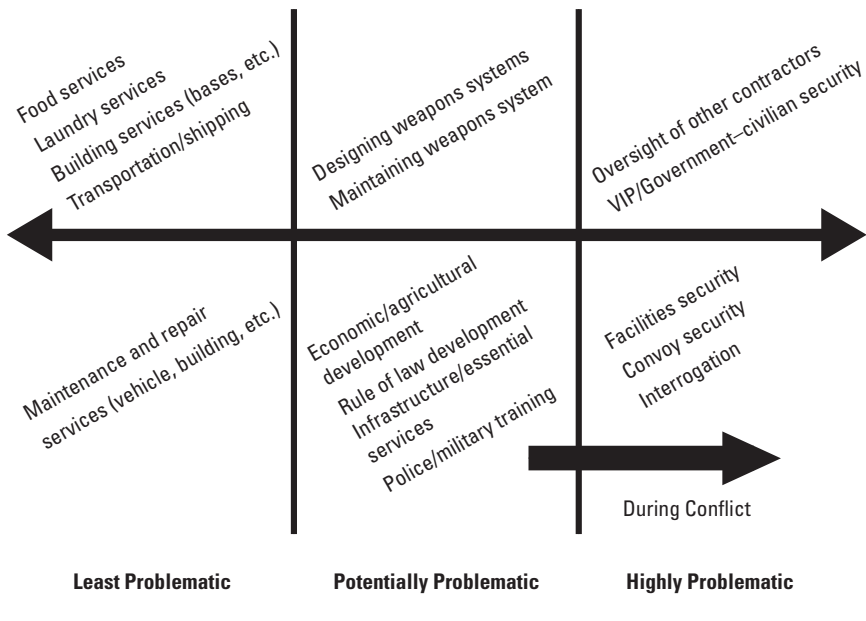 Food services
Laundry services
Building services (bases, etc.)
Transportation/shipping
Designing weapons systems
Maintaining weapons system
Oversight of other contractors
VIP/Government–civilian security
Maintenance and repair
services (vehicle, building, etc.)
Economic/agricultural
development
Rule of law development
Infrastructure/essential
services
Police/military training
Facilities security
Convoy security
Interrogation
During Conflict
Least Problematic
Potentially Problematic
Highly Problematic